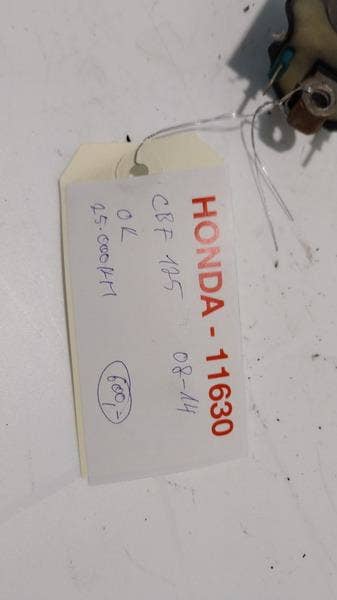 HONDA - 11630
CBF 125 08-14
OK
25.000KM 600,-